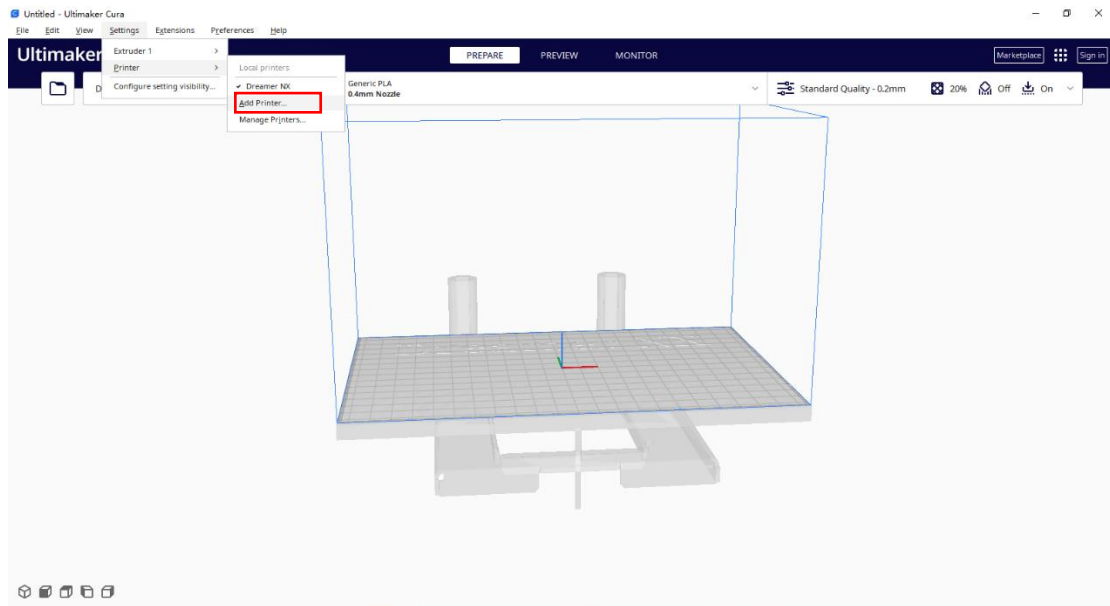 Untitled - Ultimaker Cura
File Edit View Settings Extensions Preferences Help
Ultimaker
PREPARE PREVIEW MONITOR
Marketplace
Sign in
Extruder 1
Printer
Configure setting visibility...
Local printers
Dreamer NX
Add Printer...
Manage Printers...
Generic PLA
0.4mm Nozzle
Standard Quality - 0.2mm
20%
Off
On